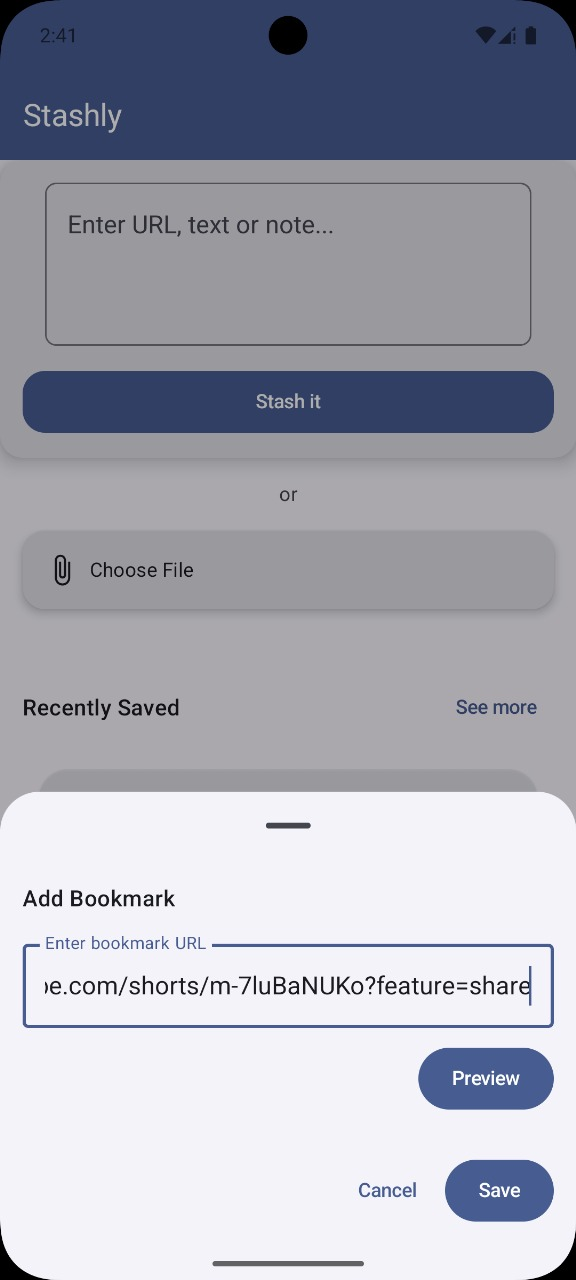 2:41
Stashly
Enter URL, text or note...
Stash it
or
Choose File
Recently Saved
See more
Add Bookmark
Enter bookmark URL
be.com/shorts/m-7luBaNUKo?feature=share
Preview
Cancel
Save